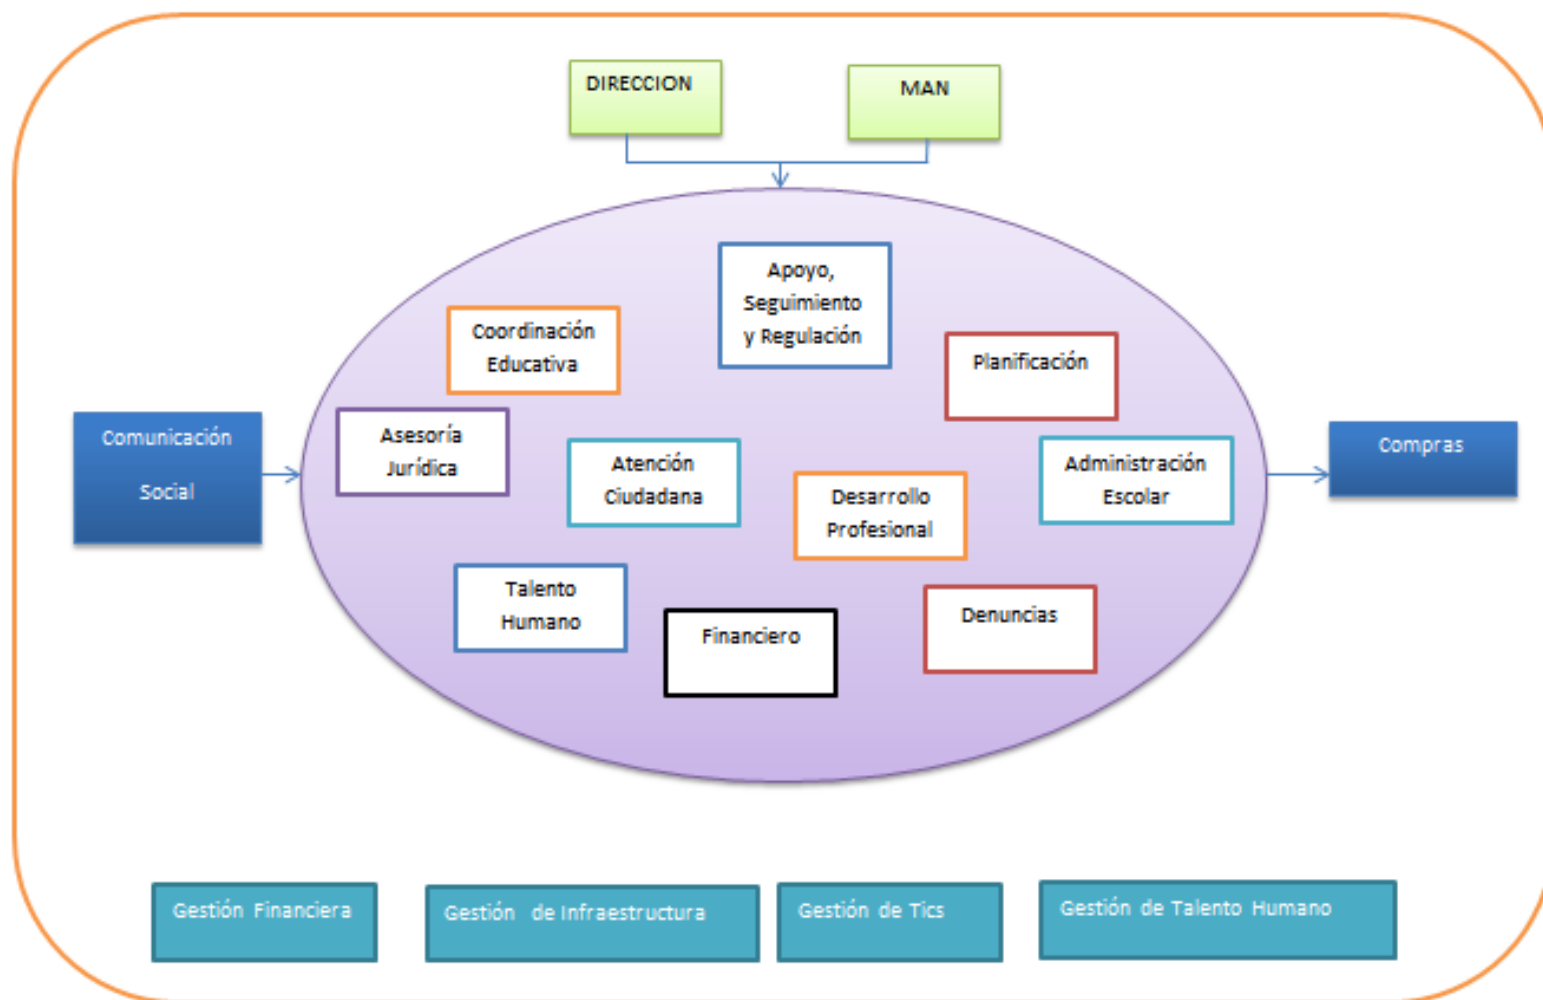 DIRECCION
MAN
Apoyo,
Seguimiento
y Regulación
Coordinación
Educativa
Planificación
Comunicación
Social
Asesoría
Jurídica
Atención
Ciudadana
Desarrollo
Profesional
Administración
Escolar
Compras
Talento
Humano
Financiero
Denuncias
Gestión Financiera
Gestión de Infraestructura
Gestión de Tics
Gestión de Talento Humano